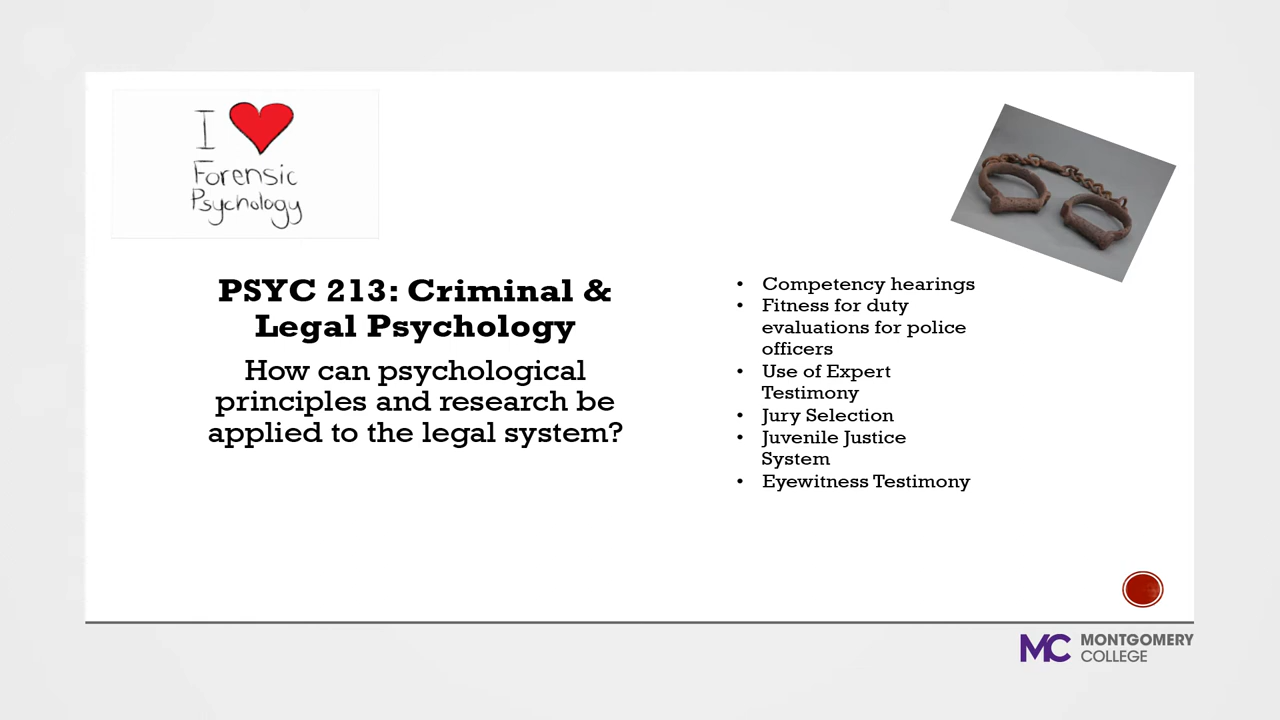 I
Forensic
Psychology
PSYC 213: Criminal &
Legal Psychology
How can psychological
principles and research be
applied to the legal system?
• Competency hearings
• Fitness for duty
evaluations for police
officers
• Use of Expert
Testimony
• Jury Selection
• Juvenile Justice
System
• Eyewitness Testimony
MC MONTGOMERY
COLLEGE